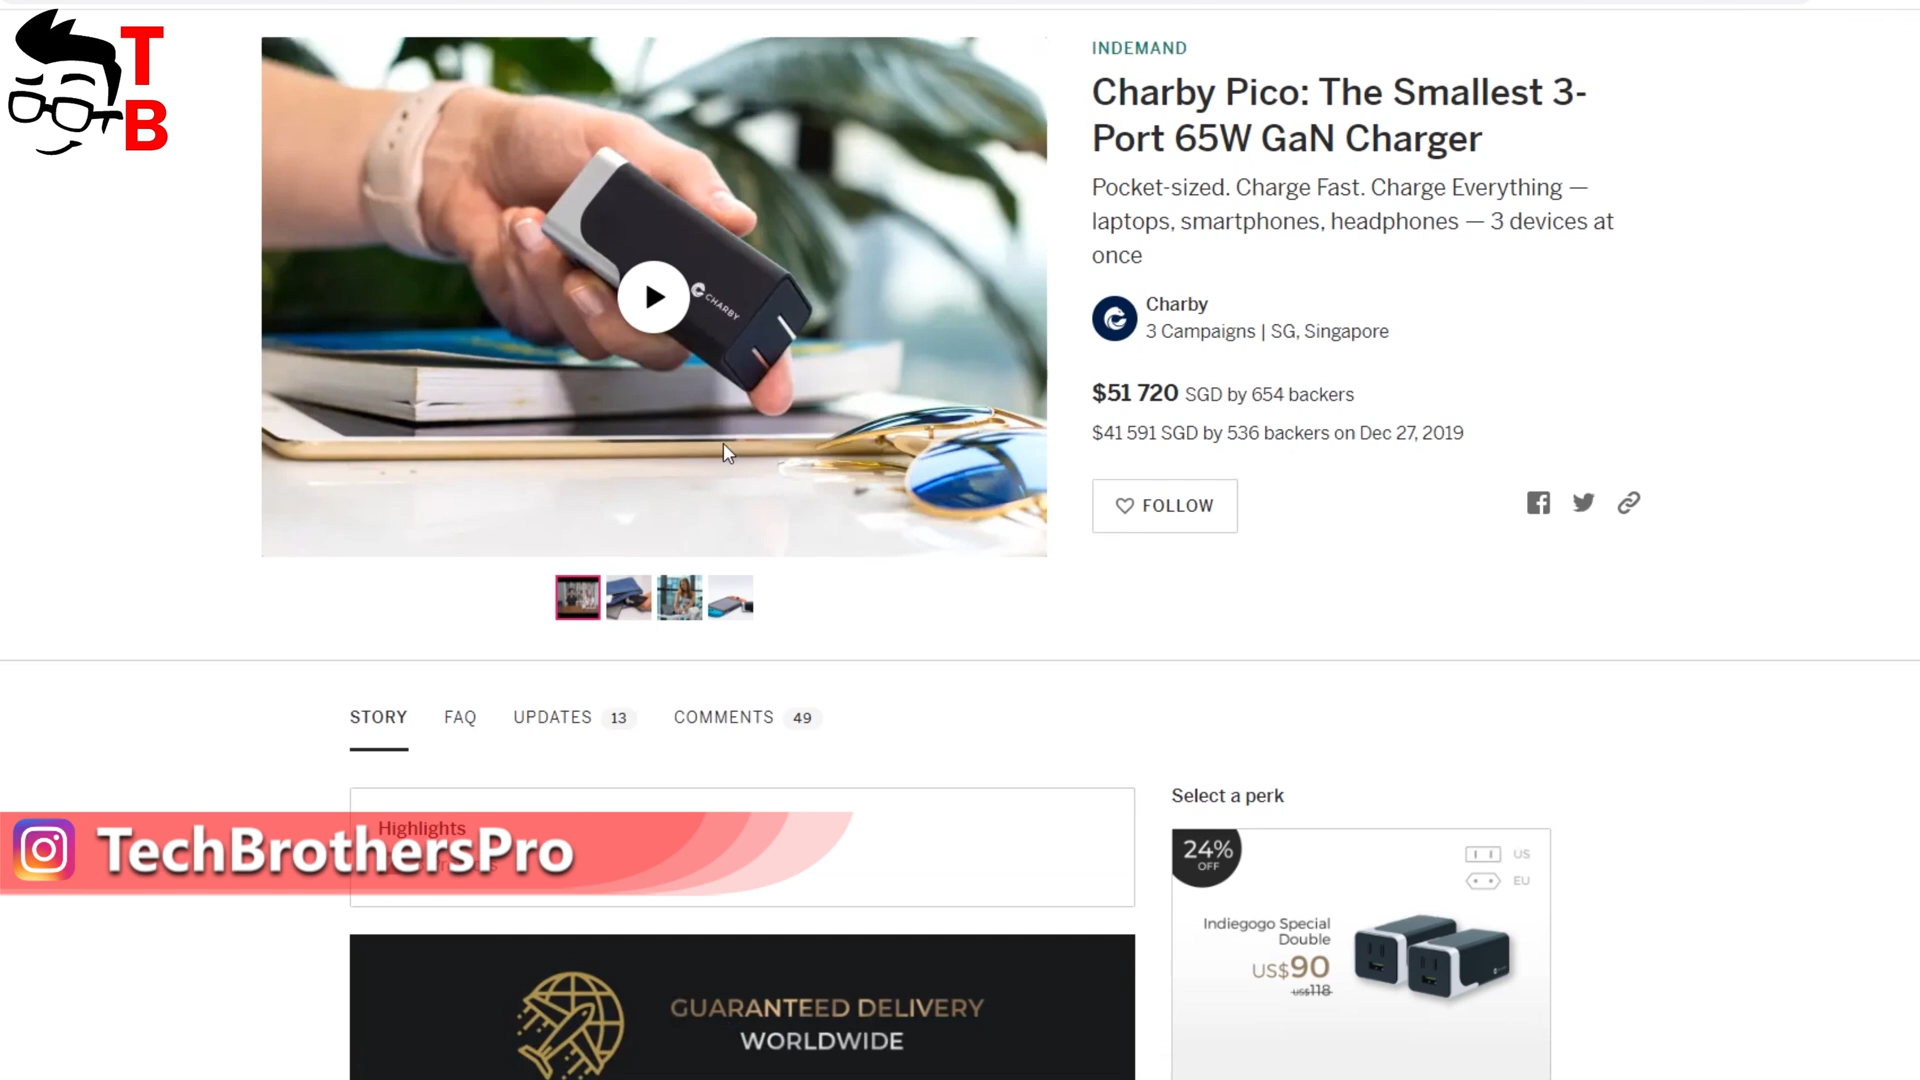 TB
INDEMAND
Charby Pico: The Smallest 3-
Port 65W GaN Charger
Pocket-sized. Charge Fast. Charge Everything —
laptops, smartphones, headphones — 3 devices at
once
Charby
3 Campaigns | SG, Singapore
$51 720 SGD by 654 backers
$41 591 SGD by 536 backers on Dec 27, 2019
FOLLOW
CHARBY
STORY FAQ UPDATES 13 COMMENTS 49
Highlights
TechBrothersPro
GUARANTEED DELIVERY
WORLDWIDE
Select a perk
24%
OFF
US
EU
Indiegogo Special
Double
US$90
US$118